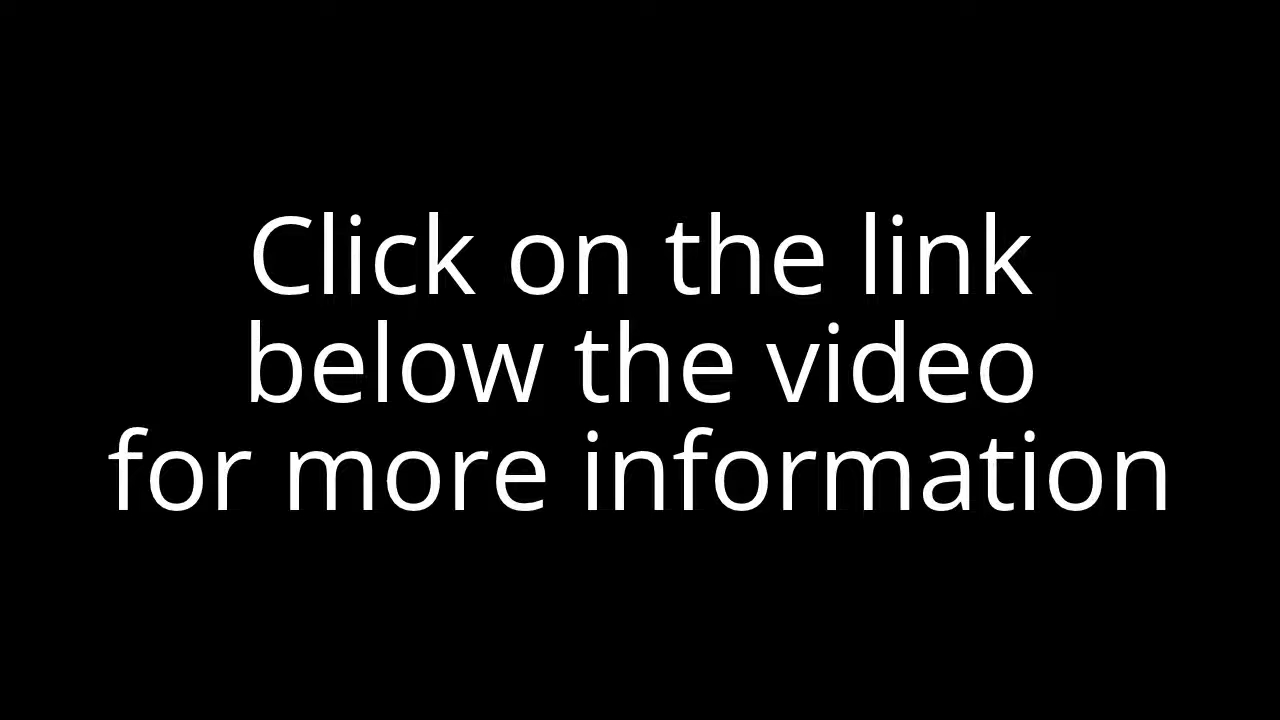 Click on the link
below the video
for more information